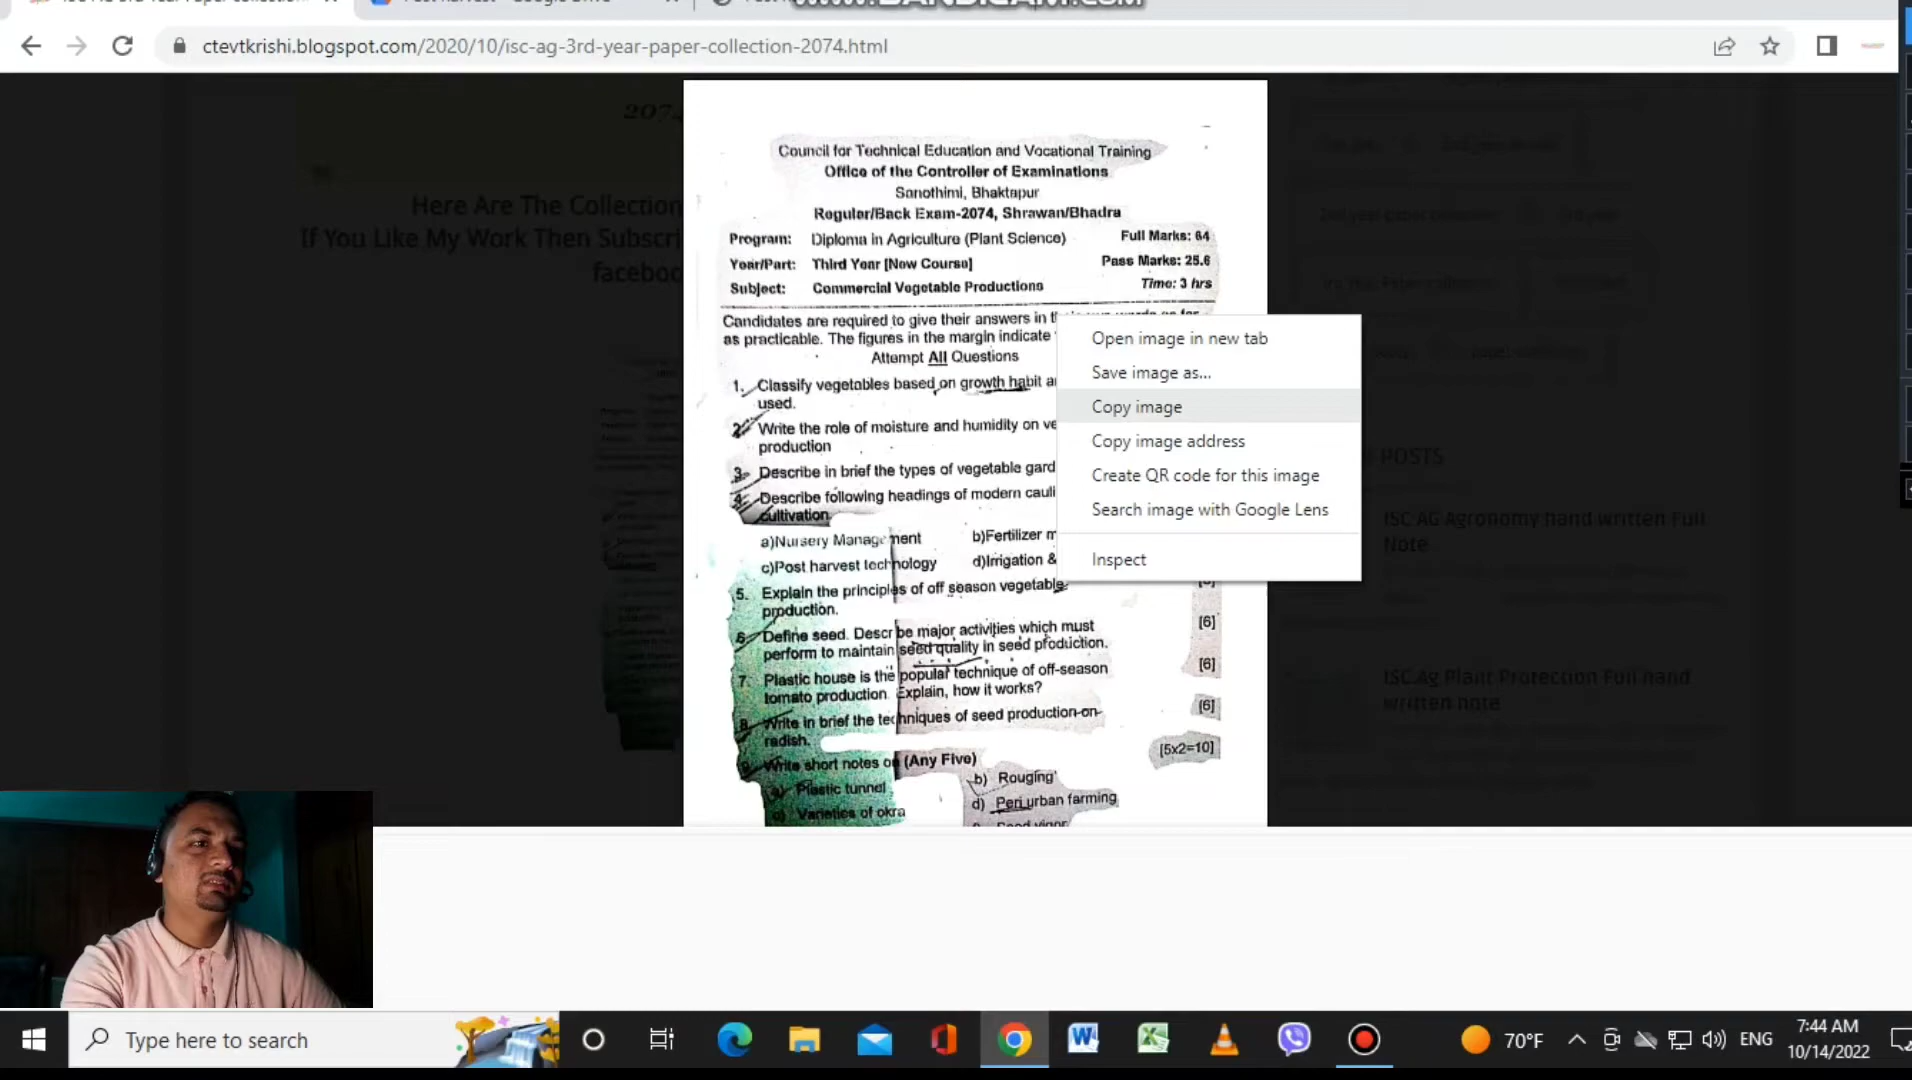 WWW.BANDICAM.COM
ctevtkrishi.blogspot.com/2020/10/isc-ag-3rd-year-paper-collection-2074.html
2074
Here Are The Collection
If You Like My Work Then Subscri
faceboo
Council for Technical Education and Vocational Training
Office of the Controller of Examinations
Sanothimi, Bhaktapur
Regular/Back Exam-2074, Shrawan/Bhadra
Program: Diploma in Agriculture (Plant Science) Full Marks: 64
Year/Part: Third Year [New Course] Pass Marks: 25.6
Subject: Commercial Vegetable Productions Time: 3 hrs
Candidates are required to give their answers in
as practicable. The figures in the margin indicate
Attempt All Questions
1. Classify vegetables based on growth habit
used.
2. Write the role of moisture and humidity on ve
production
3. Describe in brief the types of vegetable gard
4. Describe following headings of modern cauli
cultivation.
a)Nursery Management b)Fertilizer
c)Post harvest technology d)Irrigation &
5. Explain the principles of off season vegetable
production.
6. Define seed. Describe major activities which must [6]
perform to maintain seed quality in seed production.
7. Plastic house is the popular technique of off-season [6]
tomato production. Explain, how it works?
8. Write in brief the techniques of seed production on [6]
radish.
9. Write short notes on (Any Five) [5x2=10]
a) Plastic tunnel b) Rouging
c) Varieties of okra d) Peri urban farming
Seed vigor
Open image in new tab
Save image as...
Copy image
Copy image address
Create QR code for this image
Search image with Google Lens
Inspect
POSTS
ISC AG Agronomy hand written Full
Note
ISC.Ag Plant Protection Full hand
written note
Type here to search
70°F
ENG
7:44 AM
10/14/2022